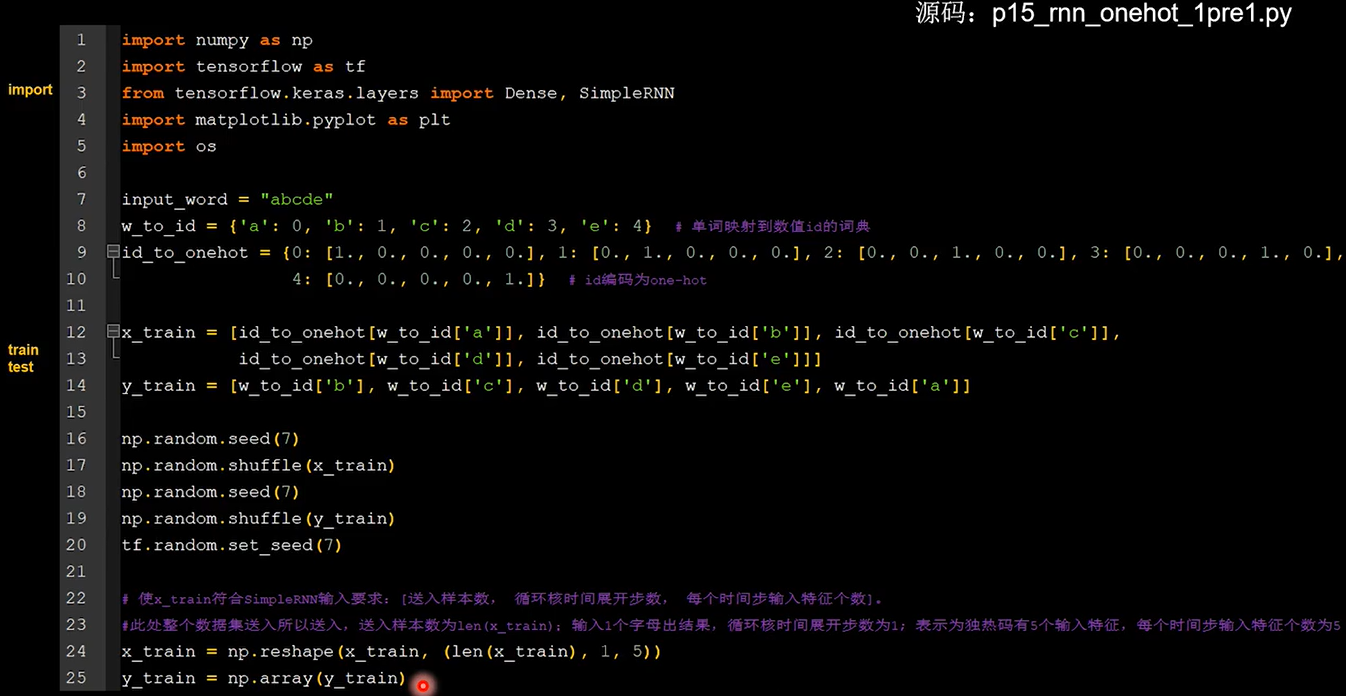 源码：p15_rnn_onehot_1pre1.py
import
1 import numpy as np
2 import tensorflow as tf
3 from tensorflow.keras.layers import Dense, SimpleRNN
4 import matplotlib.pyplot as plt
5 import os
6
7 input_word = "abcde"
8 w_to_id = {'a': 0, 'b': 1, 'c': 2, 'd': 3, 'e': 4}  # 单词映射到数值id的词典
9 id_to_onehot = {0: [1., 0., 0., 0., 0.], 1: [0., 1., 0., 0., 0.], 2: [0., 0., 1., 0., 0.], 3: [0., 0., 0., 1., 0.],
10 4: [0., 0., 0., 0., 1.]}  # id编码为one-hot
11
train
test
12 x_train = [id_to_onehot[w_to_id['a']], id_to_onehot[w_to_id['b']], id_to_onehot[w_to_id['c']],
13 id_to_onehot[w_to_id['d']], id_to_onehot[w_to_id['e']]]
14 y_train = [w_to_id['b'], w_to_id['c'], w_to_id['d'], w_to_id['e'], w_to_id['a']]
15
16 np.random.seed(7)
17 np.random.shuffle(x_train)
18 np.random.seed(7)
19 np.random.shuffle(y_train)
20 tf.random.set_seed(7)
21
22 # 使x_train符合SimpleRNN输入要求：[送入样本数， 循环核时间展开步数， 每个时间步输入特征个数]。
23 #此处整个数据集送入所以送入，送入样本数为len(x_train)；输入1个字母出结果，循环核时间展开步数为1；表示为独热码有5个输入特征，每个时间步输入特征个数为5
24 x_train = np.reshape(x_train, (len(x_train), 1, 5))
25 y_train = np.array(y_train)